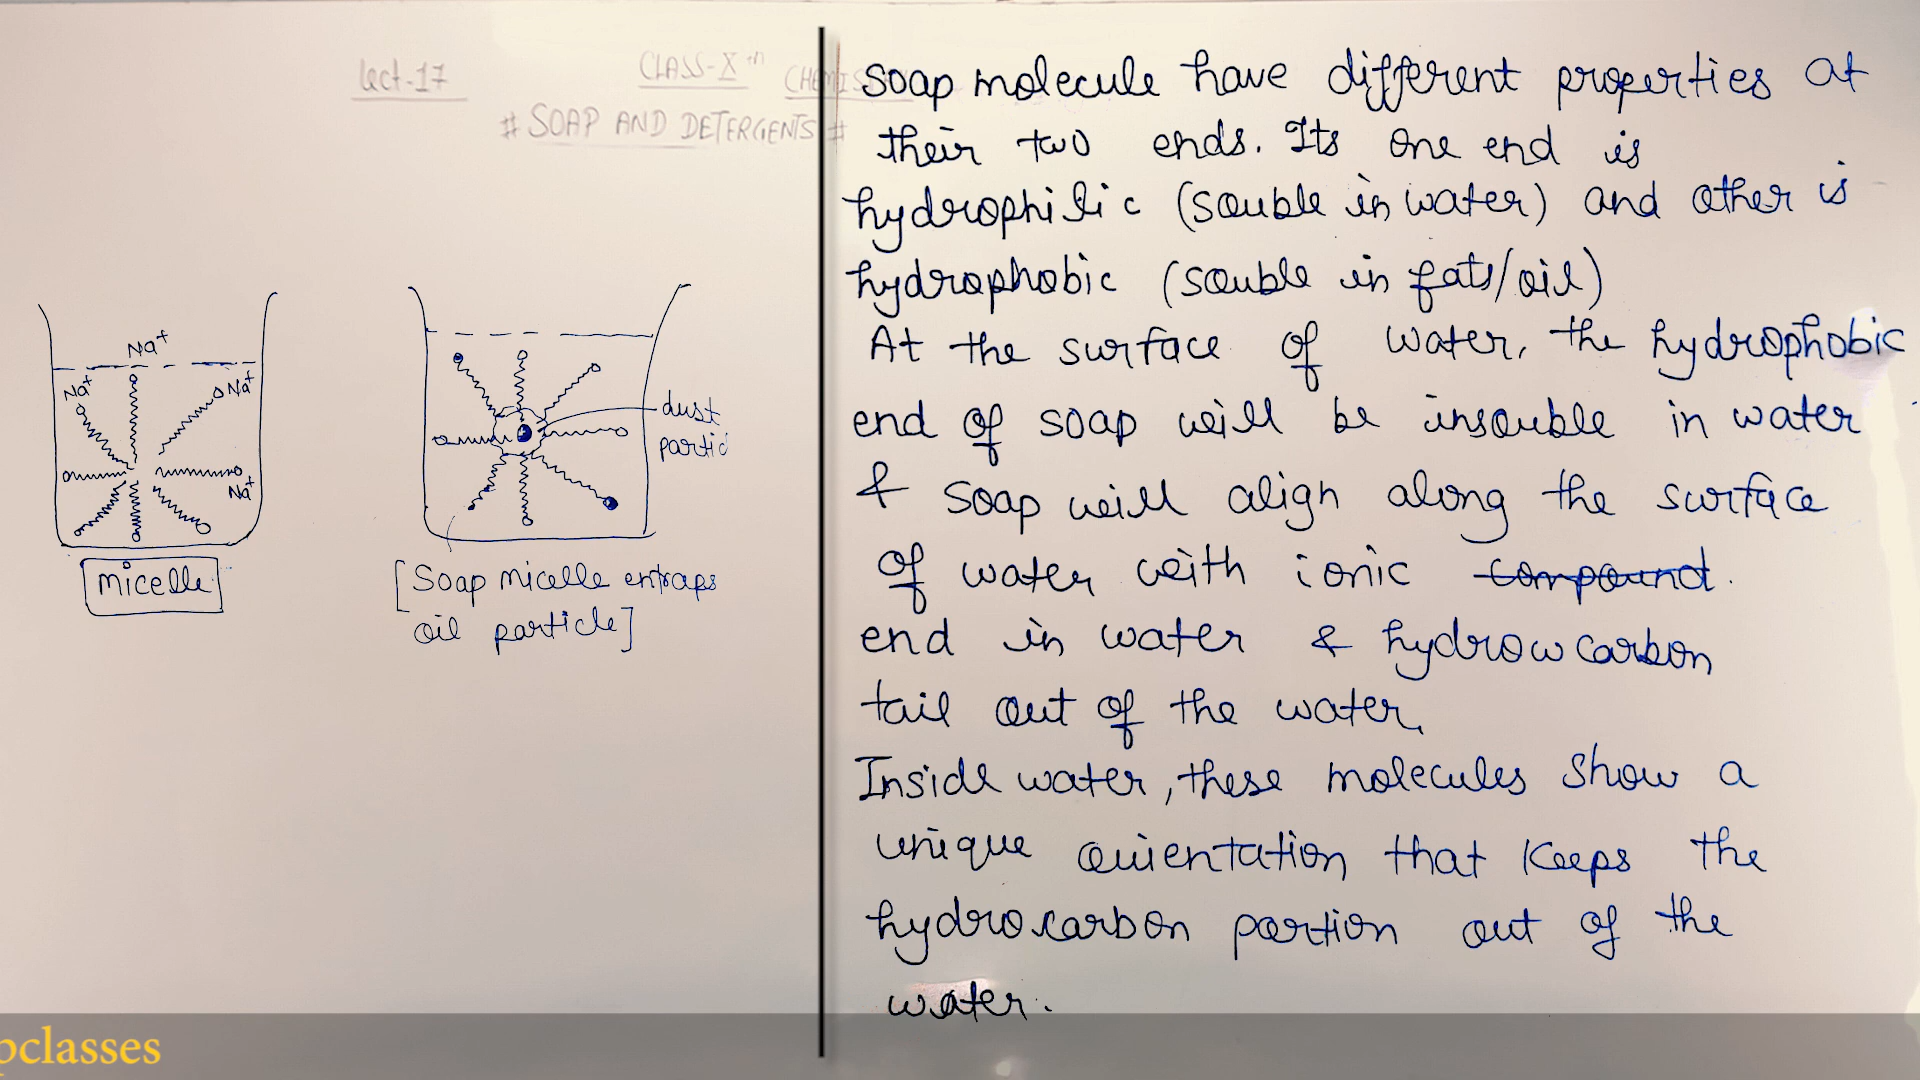 Lect-17
CLASS-Xth
# SOAP AND DETERGENTS #
Na+
Na+
Na+
Na+
micelle
dust
partic
[Soap micelle entraps
oil particle]
Soap molecule have different properties at
their two ends. Its one end is
hydrophilic (souble in water) and other is
hydrophobic (souble in fats/oil)
At the surface of water, the hydrophobic
end of soap will be insouble in water
& soap will align along the surface
of water with ionic compound.
end in water & hydrowcarbon
tail out of the water.
Inside water, these molecules show a
unique orientation that keeps the
hydrocarbon portion out of the
water.
pclasses